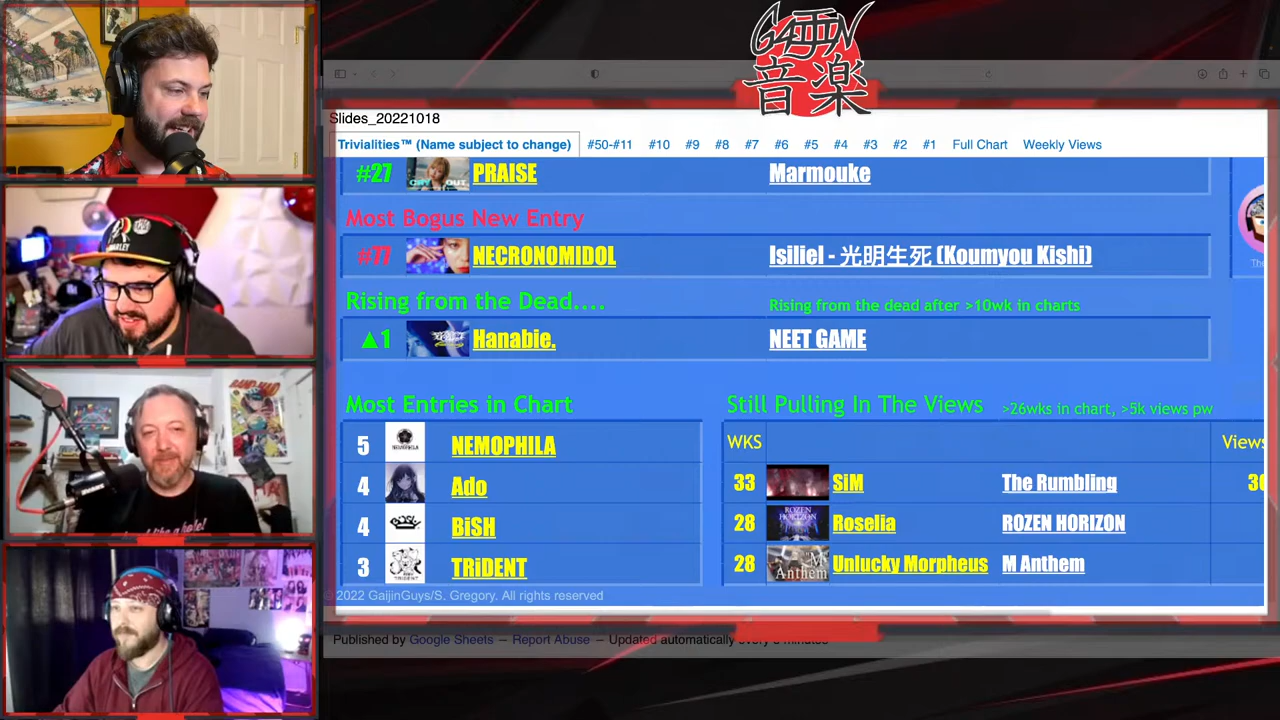 GAIJIN
音楽
Slides_20221018
Trivialities™ (Name subject to change) #50-#11 #10 #9 #8 #7 #6 #5 #4 #3 #2 #1 Full Chart Weekly Views
#27 CRY OUT PRAISE Marmouke
Most Bogus New Entry
#77 NECRONOMIDOL Isiliel - 光明生死 (Koumyou Kishi)
Rising from the Dead.... Rising from the dead after >10wk in charts
▲1 Hanabie. NEET GAME
Most Entries in Chart
5 NEMOPHILA
4 Ado
4 BiSH
3 TRiDENT
Still Pulling In The Views >26wks in chart, >5k views pw
WKS Views
33 SiM The Rumbling
28 ROZEN HORIZON Roselia ROZEN HORIZON
28 M Anthem Unlucky Morpheus M Anthem
© 2022 GaijinGuys/S. Gregory. All rights reserved
Published by Google Sheets – Report Abuse – Updated automatically every 5 minutes